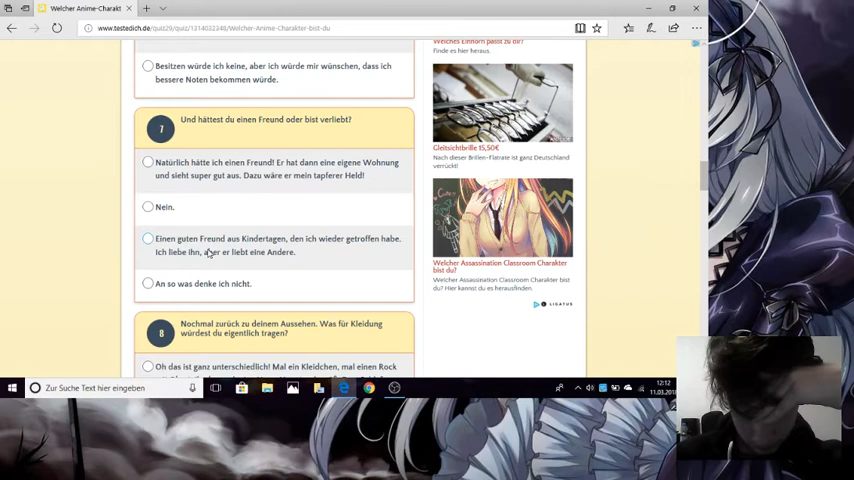 Welcher Anime-Charakt
www.testedich.de/quiz29/quiz/1314032348/Welcher-Anime-Charakter-bist-du
Besitzen würde ich keine, aber ich würde mir wünschen, dass ich
bessere Noten bekommen würde.
7
Und hättest du einen Freund oder bist verliebt?
Natürlich hätte ich einen Freund! Er hat dann eine eigene Wohnung
und sieht super gut aus. Dazu wäre er mein tapferer Held!
Nein.
Einen guten Freund aus Kindertagen, den ich wieder getroffen habe.
Ich liebe ihn, aber er liebt eine Andere.
An so was denke ich nicht.
8
Nochmal zurück zu deinem Aussehen. Was für Kleidung
würdest du eigentlich tragen?
Oh das ist ganz unterschiedlich! Mal ein Kleidchen, mal einen Rock
Welches Einhorn passt zu dir?
Finde es hier heraus.
Gleitsichtbrille 15,50€
Nach dieser Brillen-Flatrate ist ganz Deutschland
verrückt!
Welcher Assassination Classroom Charakter
bist du?
Welcher Assassination Classroom Charakter bist
du? Hier kannst du es herausfinden.
LIGATUS
Zur Suche Text hier eingeben
12:12